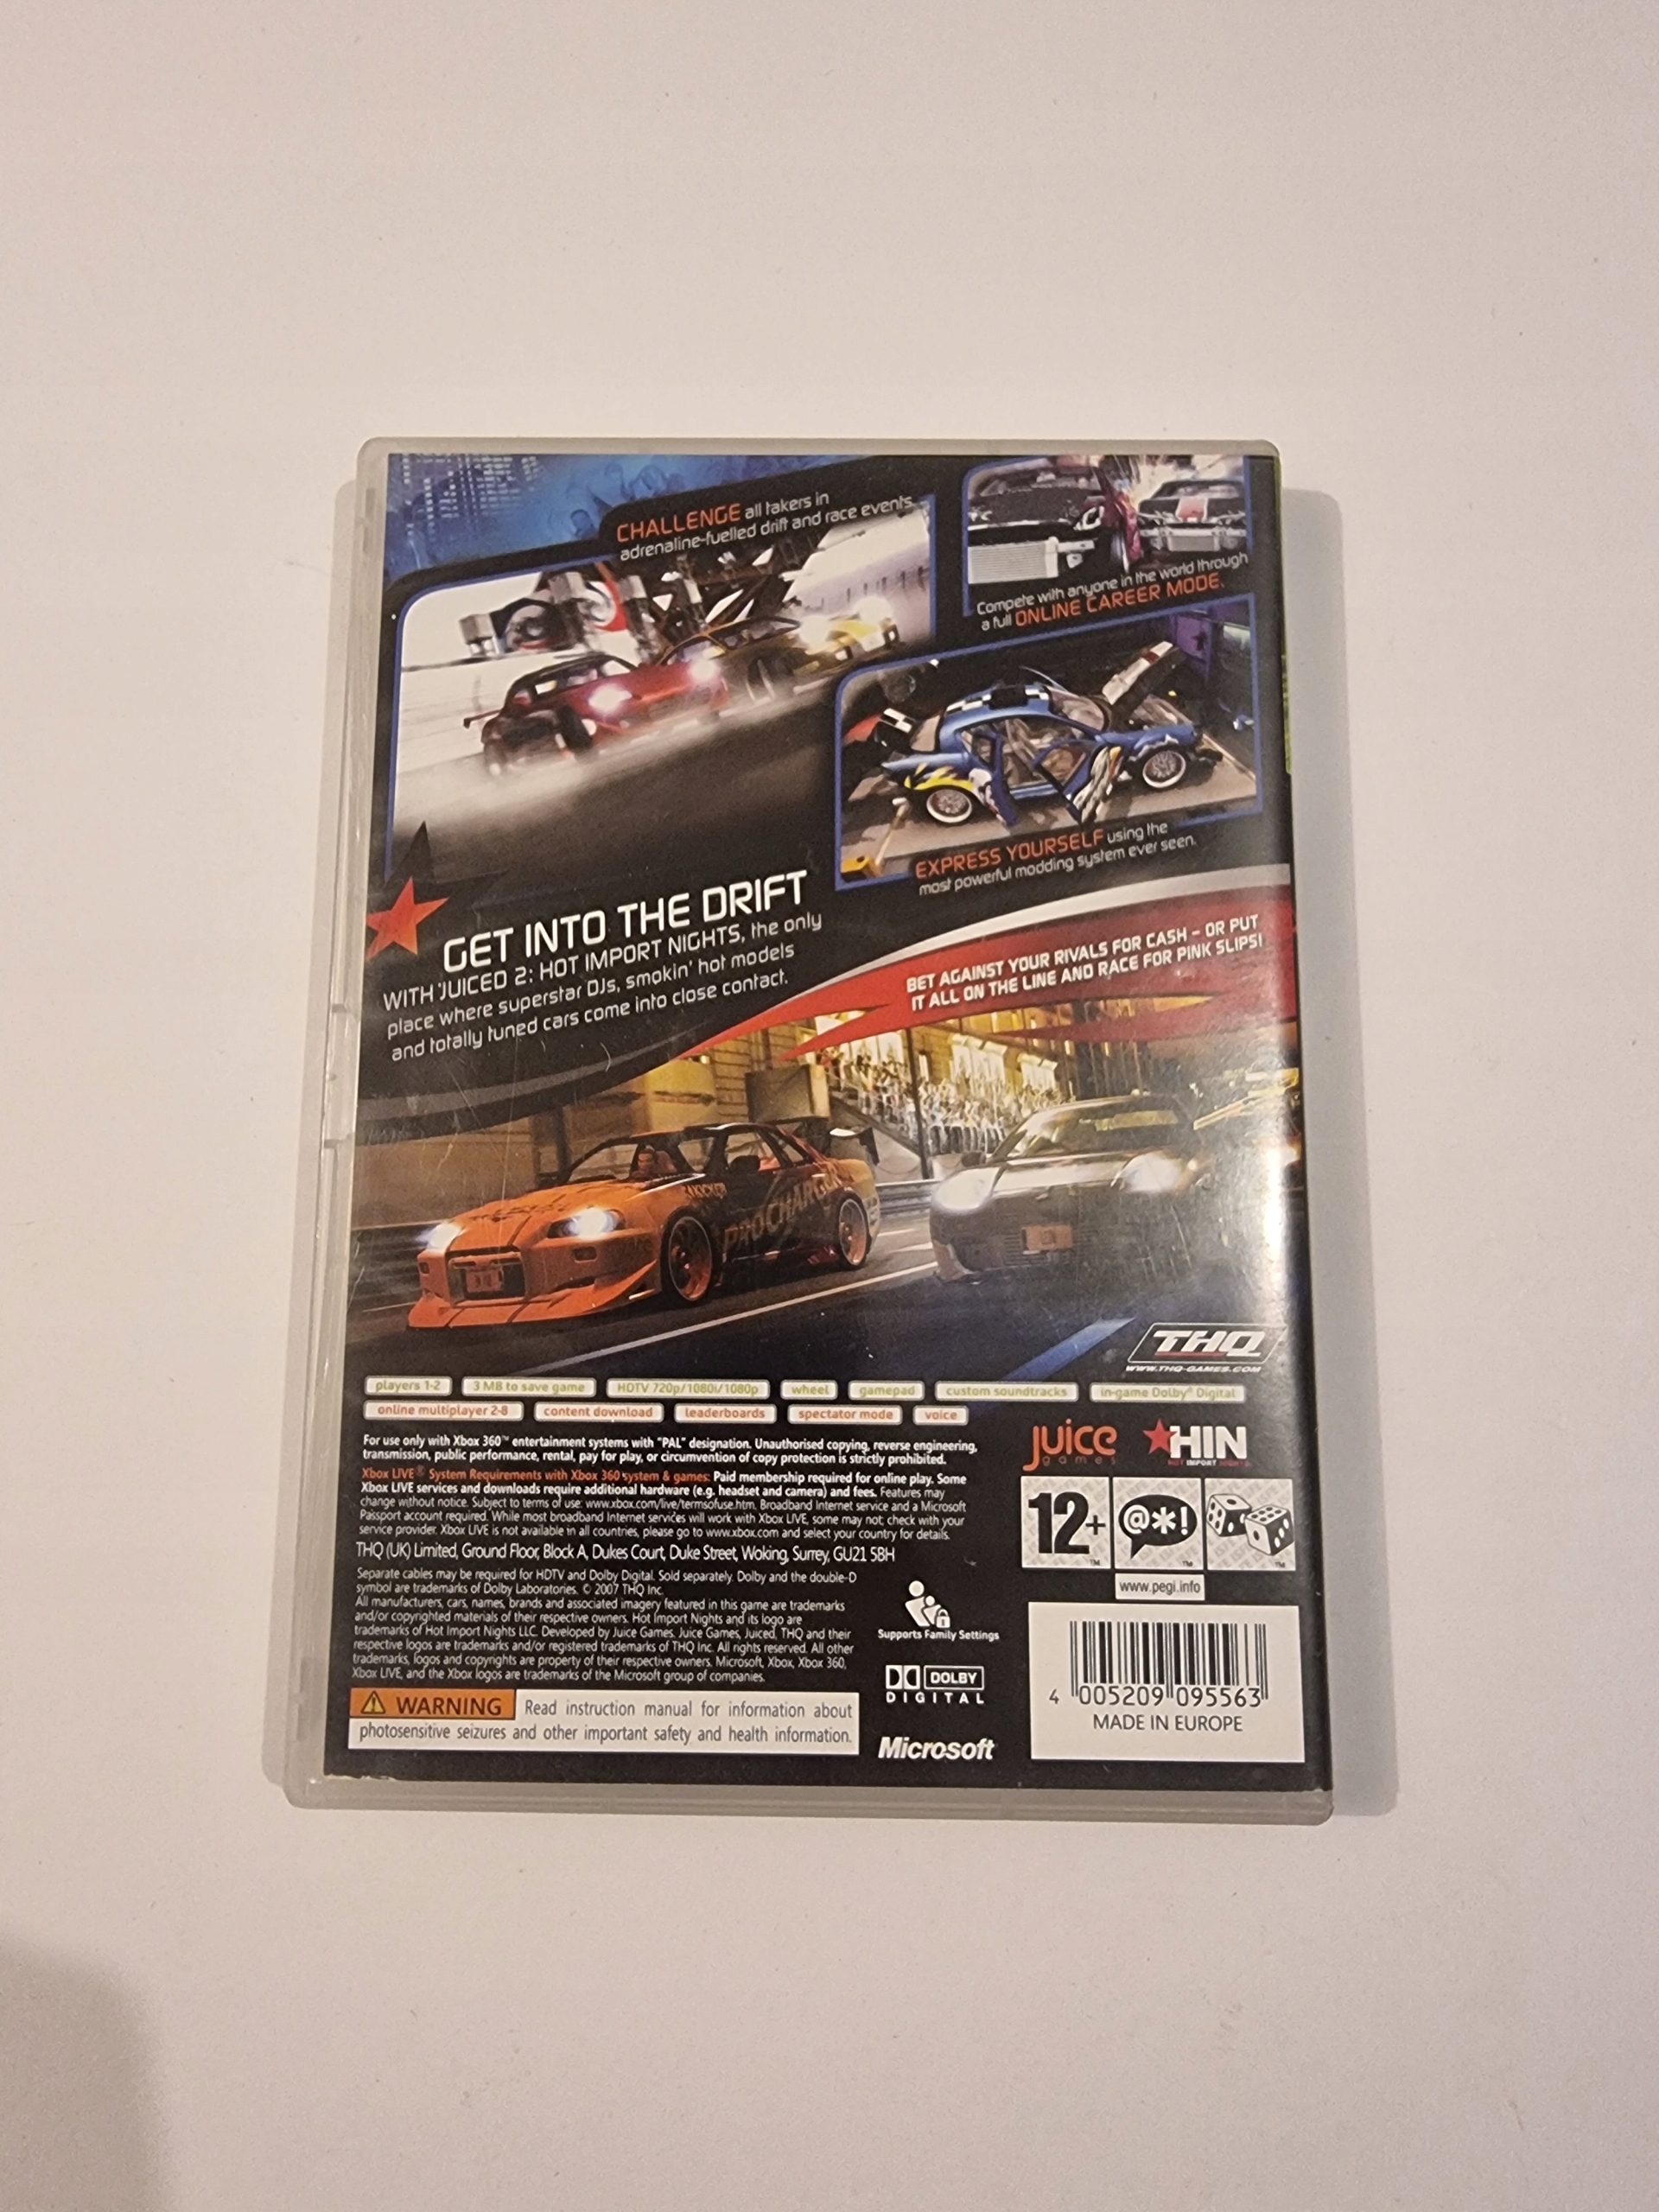 CHALLENGE all takers in
adrenaline-fuelled drift and race events.
Compete with anyone in the world through
a full ONLINE CAREER MODE.
EXPRESS YOURSELF using the
most powerful modding system ever seen.
GET INTO THE DRIFT
WITH JUICED 2: HOT IMPORT NIGHTS, the only
place where superstar DJs, smokin' hot models
and totally tuned cars come into close contact.
BET AGAINST YOUR RIVALS FOR CASH – OR PUT
IT ALL ON THE LINE AND RACE FOR PINK SLIPS!
PROCHARGER
THQ
WWW.THQ-GAMES.COM
players 1-2 3 MB to save game HDTV 720p/1080i/1080p wheel gamepad custom soundtracks in-game Dolby® Digital
online multiplayer 2-8 content download leaderboards spectator mode voice
For use only with Xbox 360™ entertainment systems with "PAL" designation. Unauthorised copying, reverse engineering,
transmission, public performance, rental, pay for play, or circumvention of copy protection is strictly prohibited.
Xbox LIVE® System Requirements with Xbox 360 system & games: Paid membership required for online play. Some
Xbox LIVE services and downloads require additional hardware (e.g. headset and camera) and fees. Features may
change without notice. Subject to terms of use: www.xbox.com/live/termsofuse.htm. Broadband Internet service and a Microsoft
Passport account required. While most broadband Internet services will work with Xbox LIVE, some may not; check with your
service provider. Xbox LIVE is not available in all countries, please go to www.xbox.com and select your country for details.
THQ (UK) Limited, Ground Floor, Block A, Dukes Court, Duke Street, Woking, Surrey, GU21 5BH
Separate cables may be required for HDTV and Dolby Digital. Sold separately. Dolby and the double-D
symbol are trademarks of Dolby Laboratories. © 2007 THQ Inc.
All manufacturers, cars, names, brands and associated imagery featured in this game are trademarks
and/or copyrighted materials of their respective owners. Hot Import Nights and its logo are
trademarks of Hot Import Nights LLC. Developed by Juice Games. Juice Games, Juiced, THQ and their
respective logos are trademarks and/or registered trademarks of THQ Inc. All rights reserved. All other
trademarks, logos and copyrights are property of their respective owners. Microsoft, Xbox, Xbox 360,
Xbox LIVE, and the Xbox logos are trademarks of the Microsoft group of companies.
WARNING Read instruction manual for information about
photosensitive seizures and other important safety and health information.
juice
games
HIN
HOT IMPORT NIGHTS
12+
™
@*!
™
™
www.pegi.info
Supports Family Settings
DOLBY
DIGITAL
Microsoft
4 005209 095563
MADE IN EUROPE